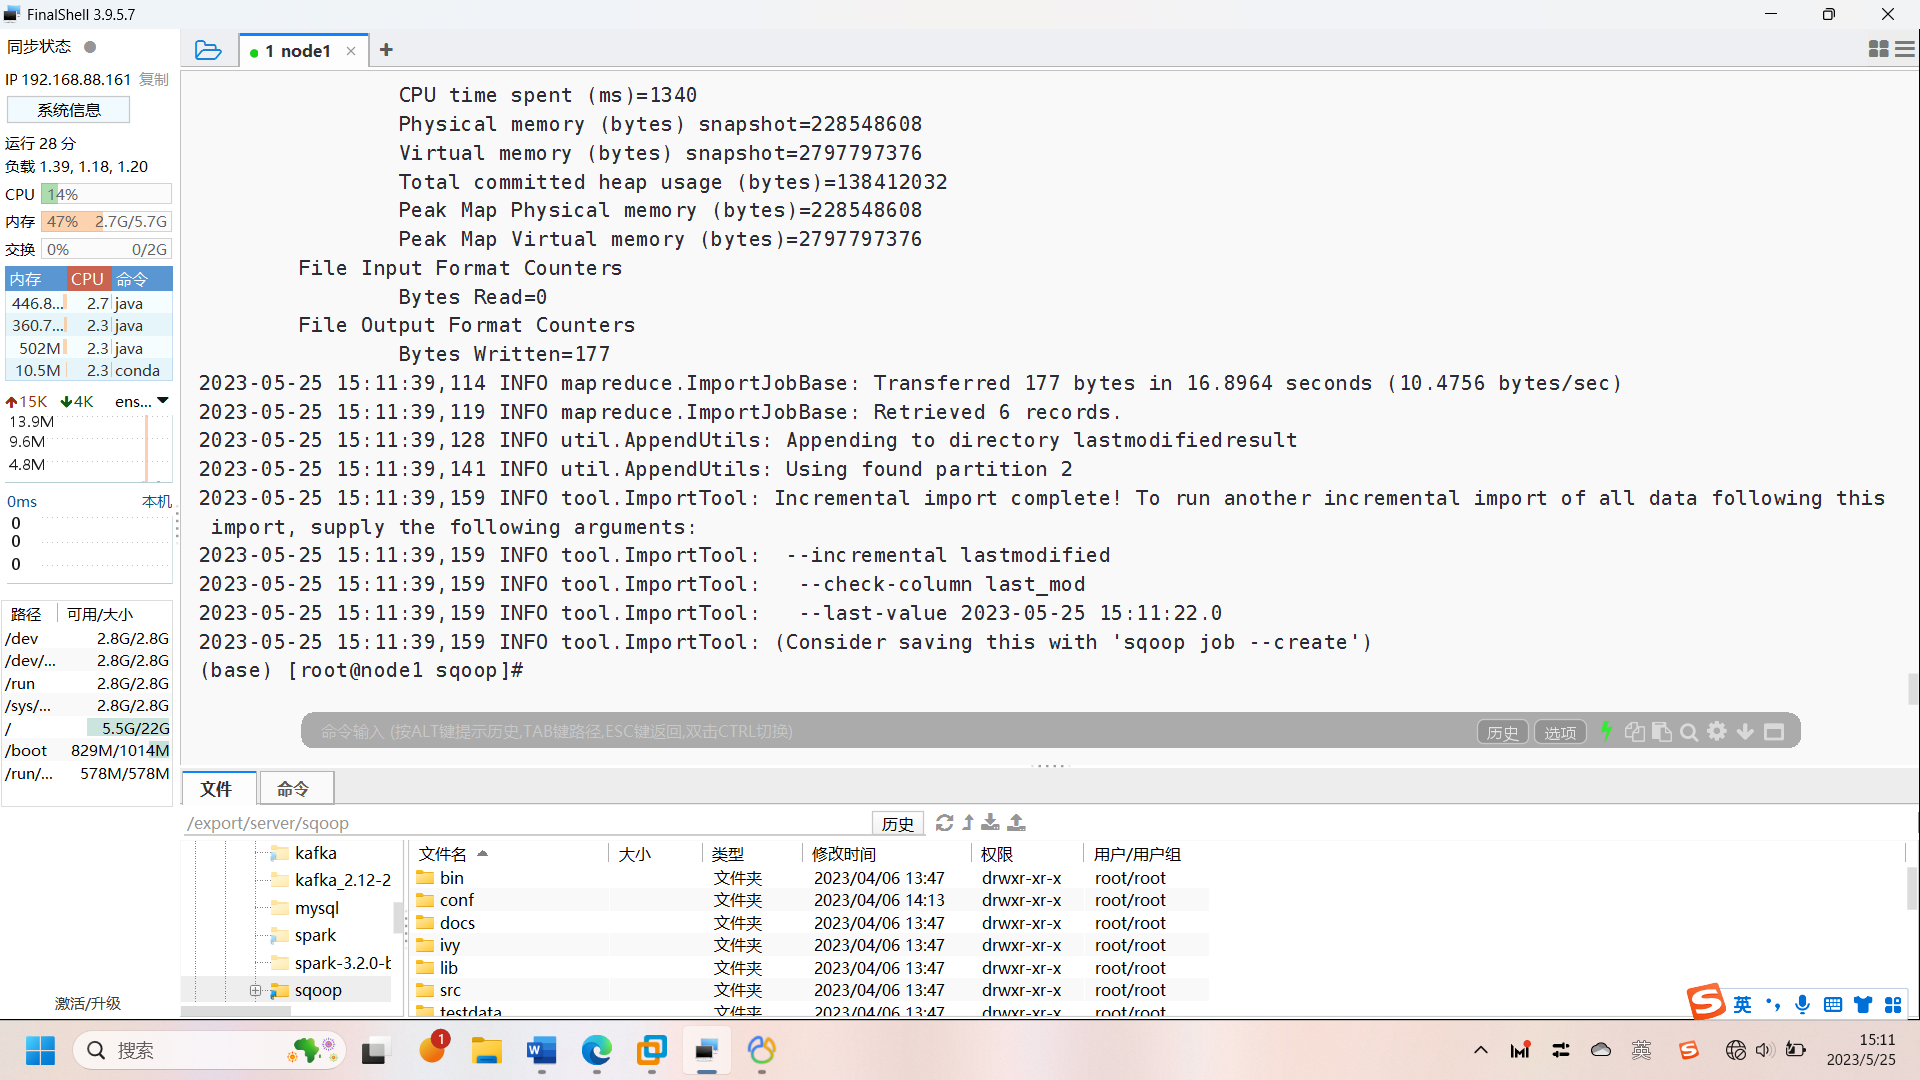 FinalShell 3.9.5.7
同步状态
IP 192.168.88.161 复制
系统信息
运行 28 分
负载 1.39, 1.18, 1.20
CPU 14%
内存 47% 2.7G/5.7G
交换 0% 0/2G
内存 CPU 命令
446.8... 2.7 java
360.7... 2.3 java
502M 2.3 java
10.5M 2.3 conda
15K 4K ens...
13.9M
9.6M
4.8M
0ms 本机
0
0
0
路径 可用/大小
/dev 2.8G/2.8G
/dev/... 2.8G/2.8G
/run 2.8G/2.8G
/sys/... 2.8G/2.8G
/ 5.5G/22G
/boot 829M/1014M
/run/... 578M/578M
激活/升级
1 node1
CPU time spent (ms)=1340
Physical memory (bytes) snapshot=228548608
Virtual memory (bytes) snapshot=2797797376
Total committed heap usage (bytes)=138412032
Peak Map Physical memory (bytes)=228548608
Peak Map Virtual memory (bytes)=2797797376
File Input Format Counters
Bytes Read=0
File Output Format Counters
Bytes Written=177
2023-05-25 15:11:39,114 INFO mapreduce.ImportJobBase: Transferred 177 bytes in 16.8964 seconds (10.4756 bytes/sec)
2023-05-25 15:11:39,119 INFO mapreduce.ImportJobBase: Retrieved 6 records.
2023-05-25 15:11:39,128 INFO util.AppendUtils: Appending to directory lastmodifiedresult
2023-05-25 15:11:39,141 INFO util.AppendUtils: Using found partition 2
2023-05-25 15:11:39,159 INFO tool.ImportTool: Incremental import complete! To run another incremental import of all data following this
import, supply the following arguments:
2023-05-25 15:11:39,159 INFO tool.ImportTool:  --incremental lastmodified
2023-05-25 15:11:39,159 INFO tool.ImportTool:   --check-column last_mod
2023-05-25 15:11:39,159 INFO tool.ImportTool:   --last-value 2023-05-25 15:11:22.0
2023-05-25 15:11:39,159 INFO tool.ImportTool: (Consider saving this with 'sqoop job --create')
(base) [root@node1 sqoop]#
命令输入 (按ALT键提示历史,TAB键路径,ESC键返回,双击CTRL切换) 历史 选项
文件 命令
/export/server/sqoop 历史
kafka
kafka_2.12-2
mysql
spark
spark-3.2.0-b
sqoop
文件名 大小 类型 修改时间 权限 用户/用户组
bin 文件夹 2023/04/06 13:47 drwxr-xr-x root/root
conf 文件夹 2023/04/06 14:13 drwxr-xr-x root/root
docs 文件夹 2023/04/06 13:47 drwxr-xr-x root/root
ivy 文件夹 2023/04/06 13:47 drwxr-xr-x root/root
lib 文件夹 2023/04/06 13:47 drwxr-xr-x root/root
src 文件夹 2023/04/06 13:47 drwxr-xr-x root/root
testdata 文件夹 2023/04/06 13:47 drwxr-xr-x root/root
英
搜索
1
英
15:11
2023/5/25